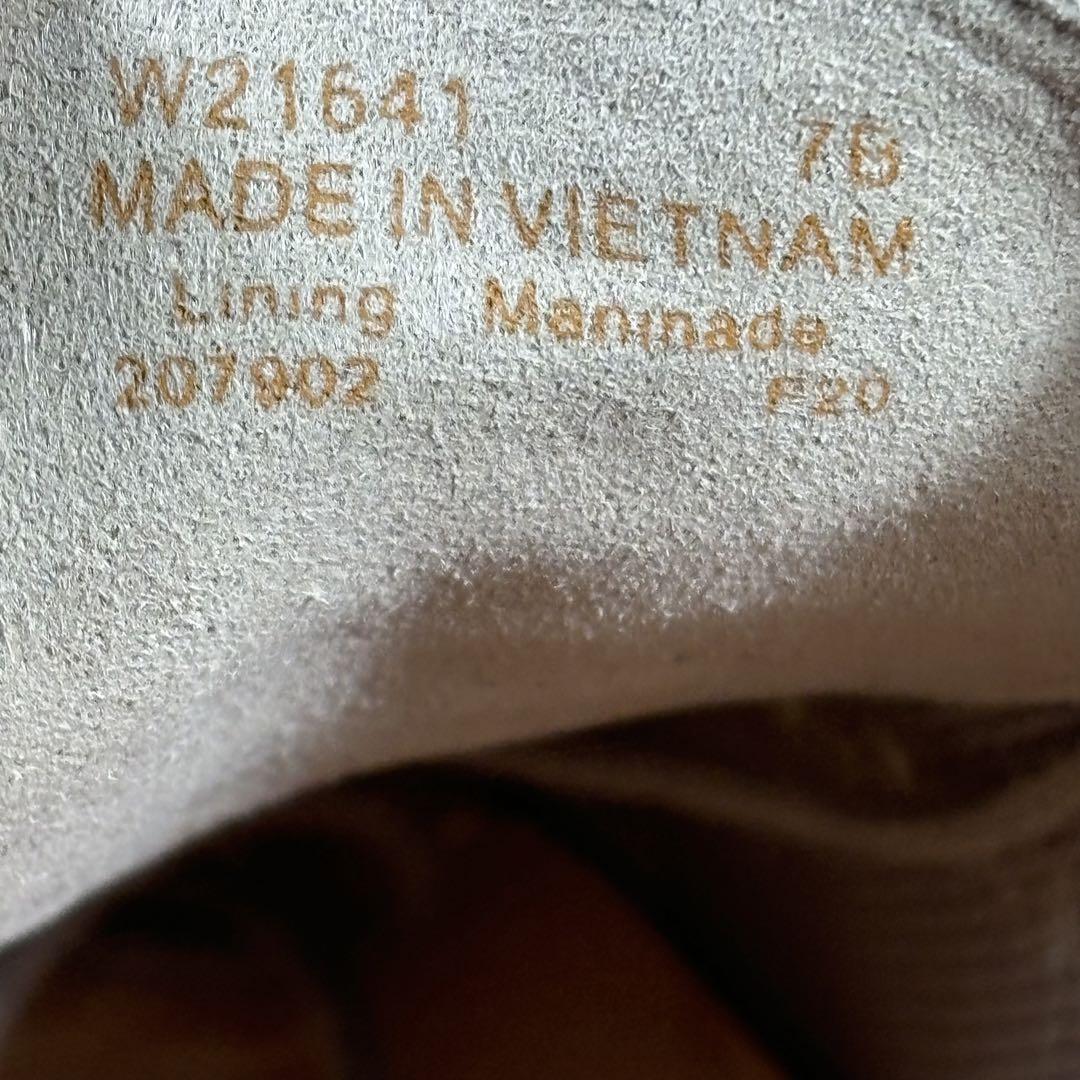 W21641 7B
MADE IN VIETNAM
Lining Manmade
207902 F20